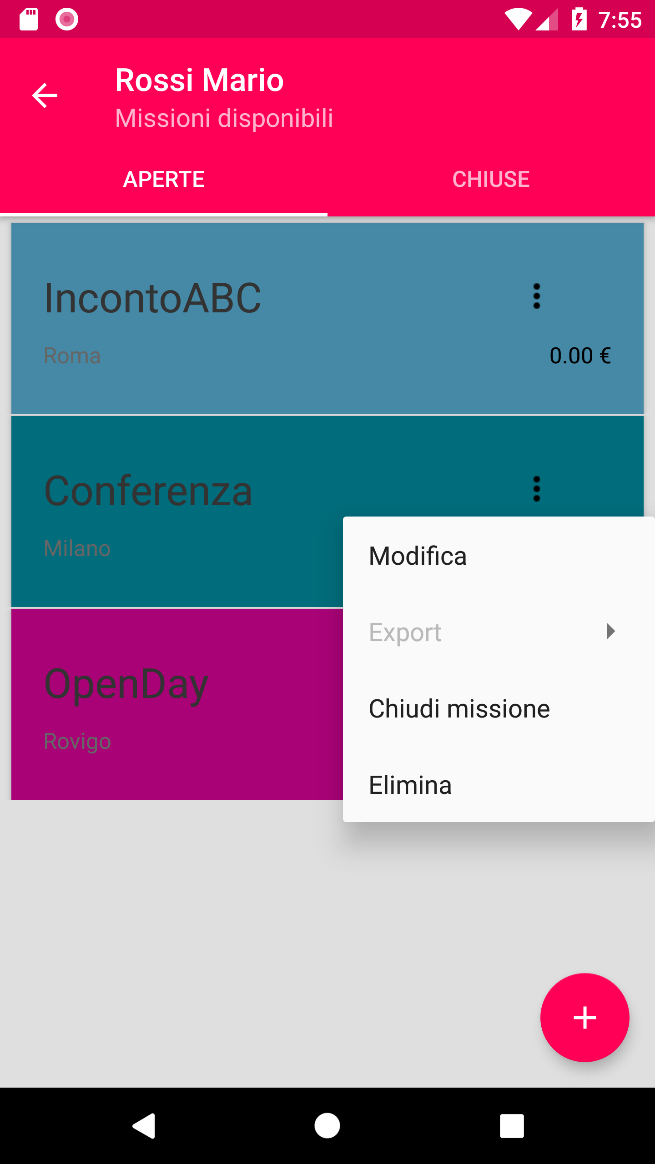 7:55
Rossi Mario
Missioni disponibili
APERTE CHIUSE
IncontoABC
Roma 0.00 €
Conferenza
Milano
Modifica
Export
OpenDay
Chiudi missione
Rovigo
Elimina